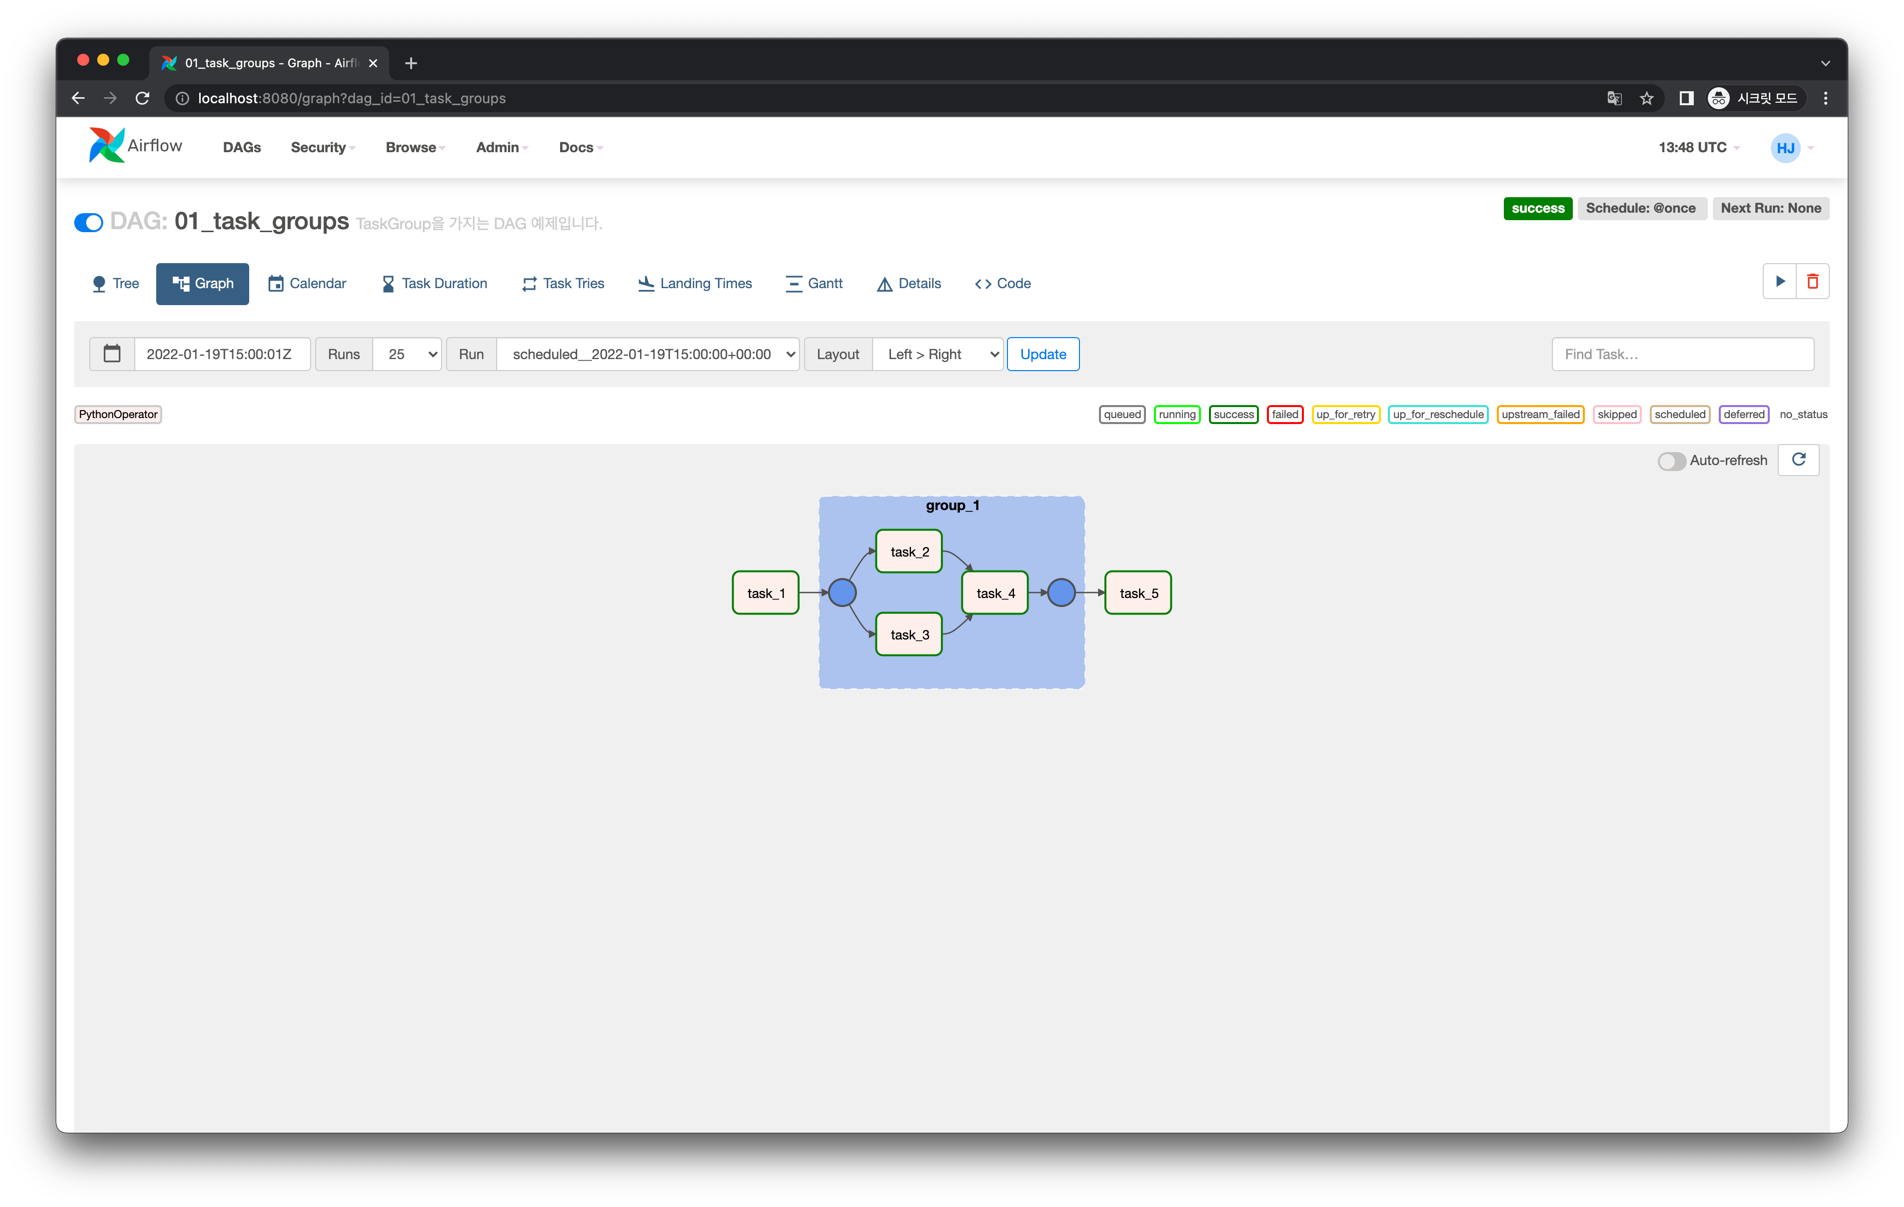 01_task_groups - Graph - Airfl
localhost:8080/graph?dag_id=01_task_groups
시크릿 모드
Airflow
DAGs
Security
Browse
Admin
Docs
13:48 UTC
HJ
DAG: 01_task_groups TaskGroup을 가지는 DAG 예제입니다.
success
Schedule: @once
Next Run: None
Tree
Graph
Calendar
Task Duration
Task Tries
Landing Times
Gantt
Details
Code
2022-01-19T15:00:01Z
Runs
25
Run
scheduled__2022-01-19T15:00:00+00:00
Layout
Left > Right
Update
Find Task...
PythonOperator
queued
running
success
failed
up_for_retry
up_for_reschedule
upstream_failed
skipped
scheduled
deferred
no_status
Auto-refresh
group_1
task_2
task_1
task_4
task_5
task_3